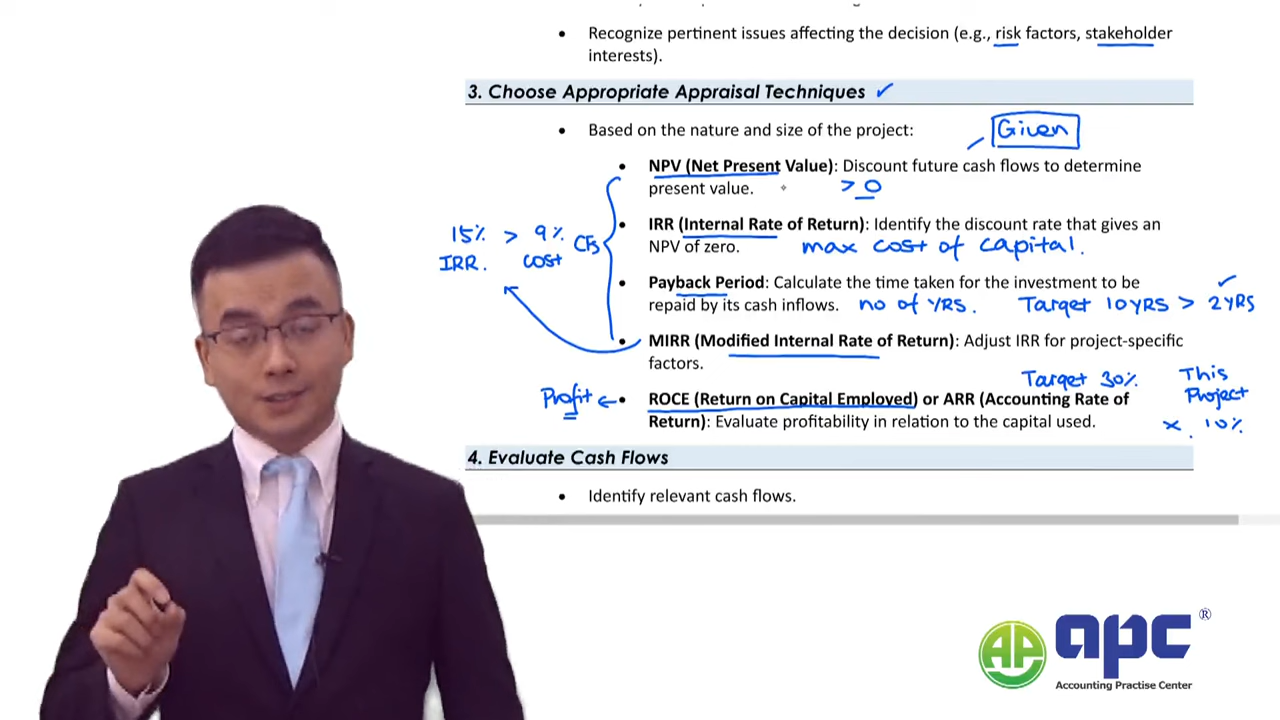 • Recognize pertinent issues affecting the decision (e.g., risk factors, stakeholder
interests).
3. Choose Appropriate Appraisal Techniques ✓
• Based on the nature and size of the project:
Given
• NPV (Net Present Value): Discount future cash flows to determine
present value. > 0
• IRR (Internal Rate of Return): Identify the discount rate that gives an
NPV of zero. max cost of capital.
15% > 9% CFs
IRR. COST
• Payback Period: Calculate the time taken for the investment to be
repaid by its cash inflows. no of YRS. Target 10YRS > 2YRS ✓
• MIRR (Modified Internal Rate of Return): Adjust IRR for project-specific
factors.
Target 30% This
Project
x. 10%
Profit ← • ROCE (Return on Capital Employed) or ARR (Accounting Rate of
Return): Evaluate profitability in relation to the capital used.
4. Evaluate Cash Flows
• Identify relevant cash flows.
AP apc ®
Accounting Practise Center